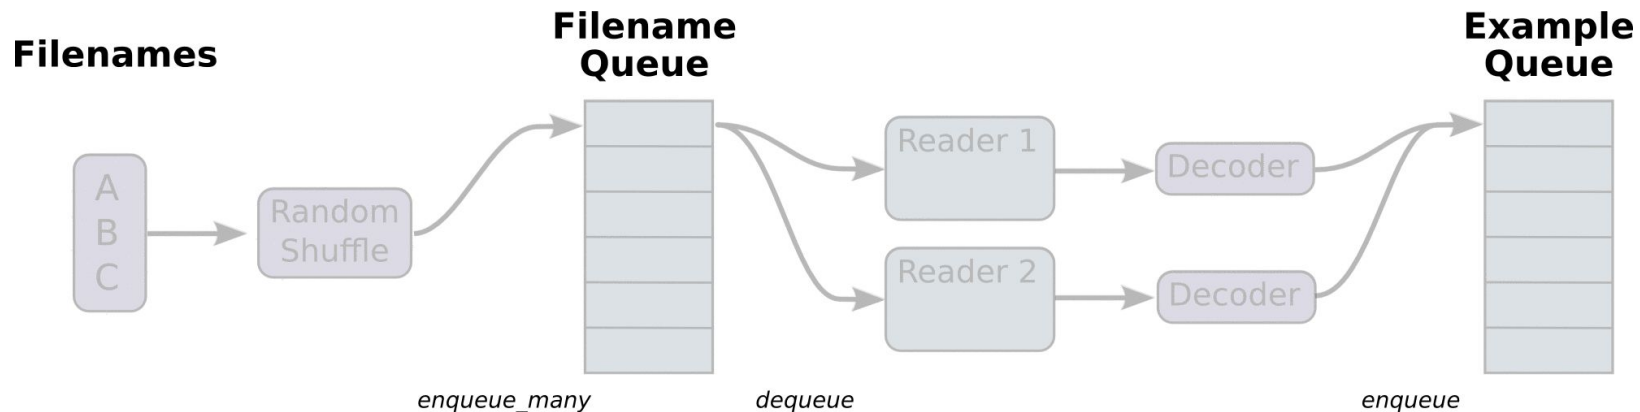 Filenames
Filename
Queue
Example
Queue
A
B
C
Random
Shuffle
Reader 1
Decoder
Reader 2
Decoder
enqueue_many
dequeue
enqueue